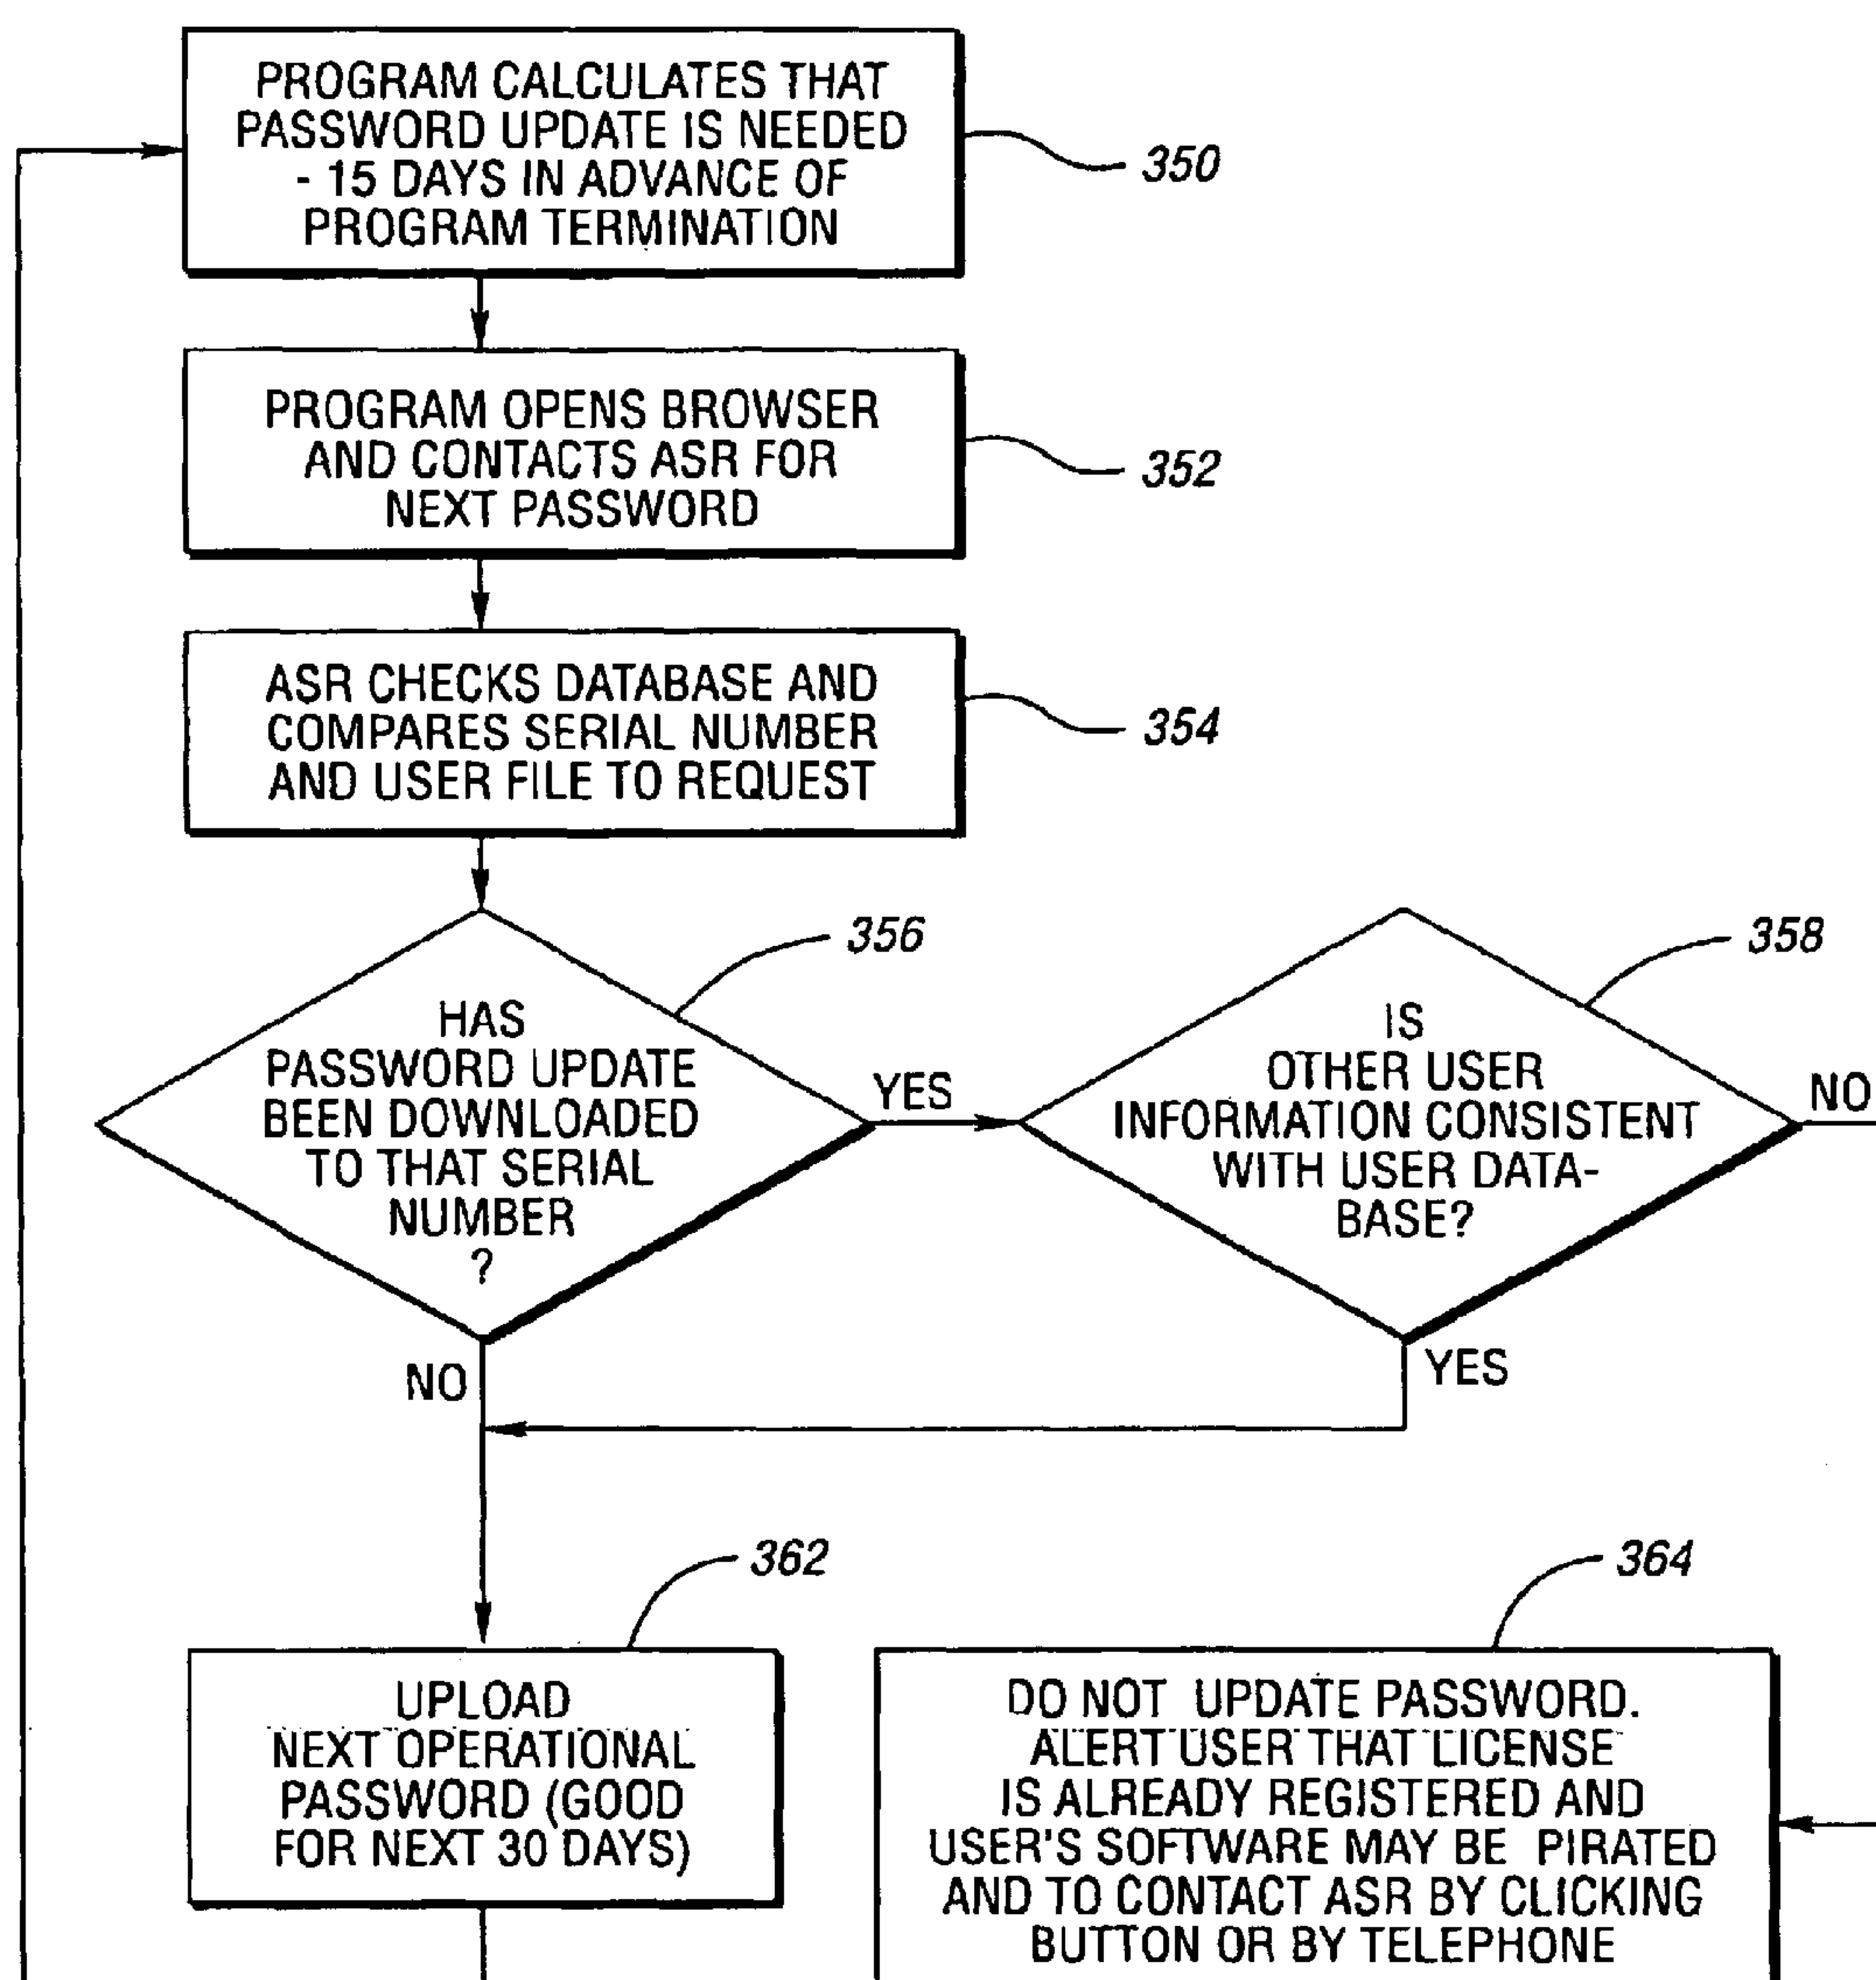 PROGRAM CALCULATES THAT
PASSWORD UPDATE IS NEEDED
- 15 DAYS IN ADVANCE OF
PROGRAM TERMINATION
350
PROGRAM OPENS BROWSER
AND CONTACTS ASR FOR
NEXT PASSWORD
352
ASR CHECKS DATABASE AND
COMPARES SERIAL NUMBER
AND USER FILE TO REQUEST
354
HAS
PASSWORD UPDATE
BEEN DOWNLOADED
TO THAT SERIAL
NUMBER
?
356
YES
NO
IS
OTHER USER
INFORMATION CONSISTENT
WITH USER DATA-
BASE?
358
NO
YES
UPLOAD
NEXT OPERATIONAL
PASSWORD (GOOD
FOR NEXT 30 DAYS)
362
DO NOT UPDATE PASSWORD.
ALERT USER THAT LICENSE
IS ALREADY REGISTERED AND
USER'S SOFTWARE MAY BE PIRATED
AND TO CONTACT ASR BY CLICKING
BUTTON OR BY TELEPHONE
364